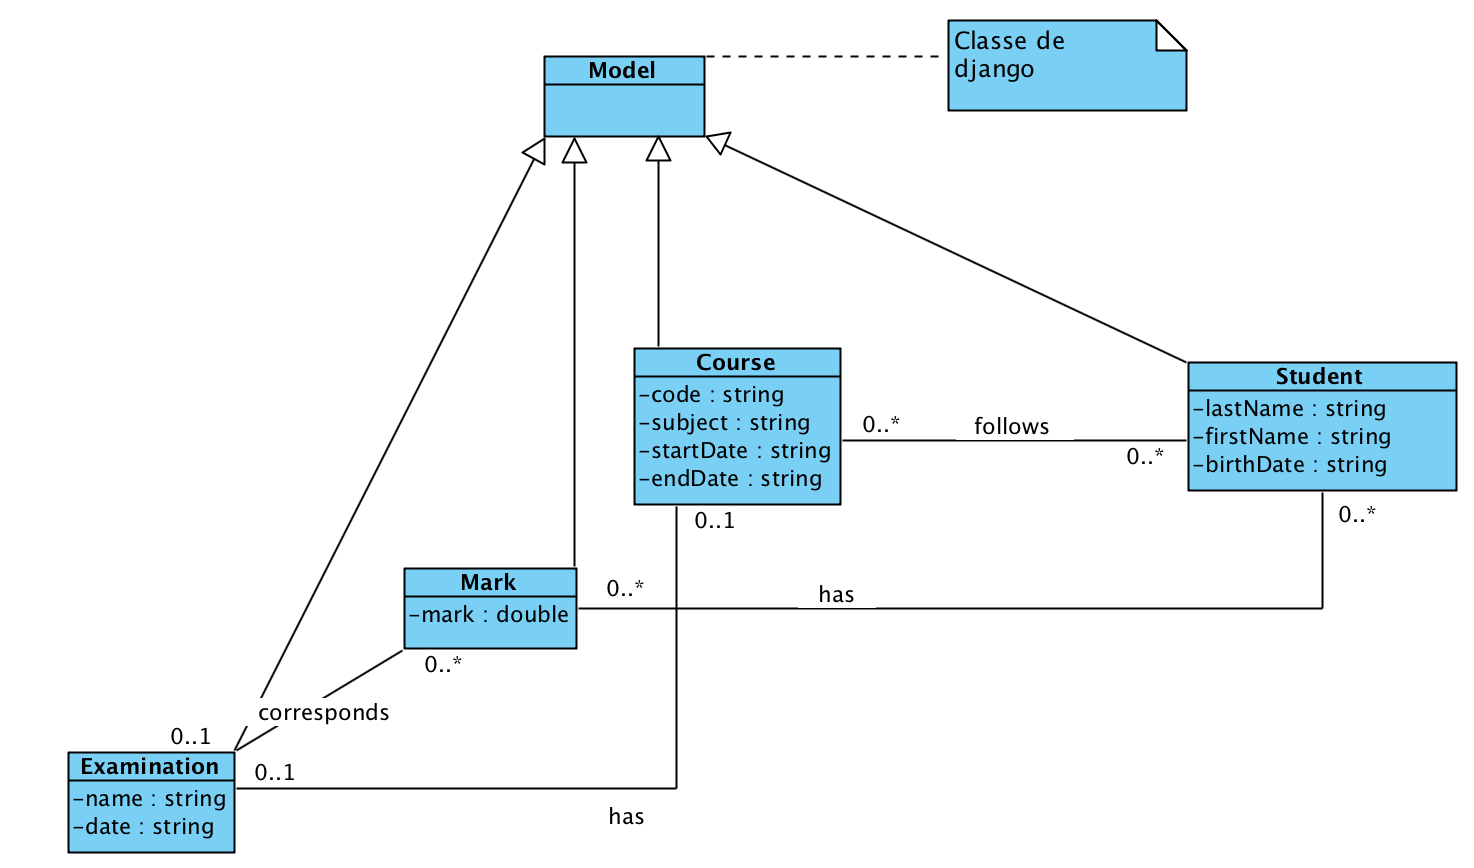 Classe de
django
Model
Course
-code : string
-subject : string
-startDate : string
-endDate : string
Student
-lastName : string
-firstName : string
-birthDate : string
0..*
follows
0..*
0..1
0..*
Mark
-mark : double
0..*
has
0..*
corresponds
0..1
Examination
-name : string
-date : string
0..1
has